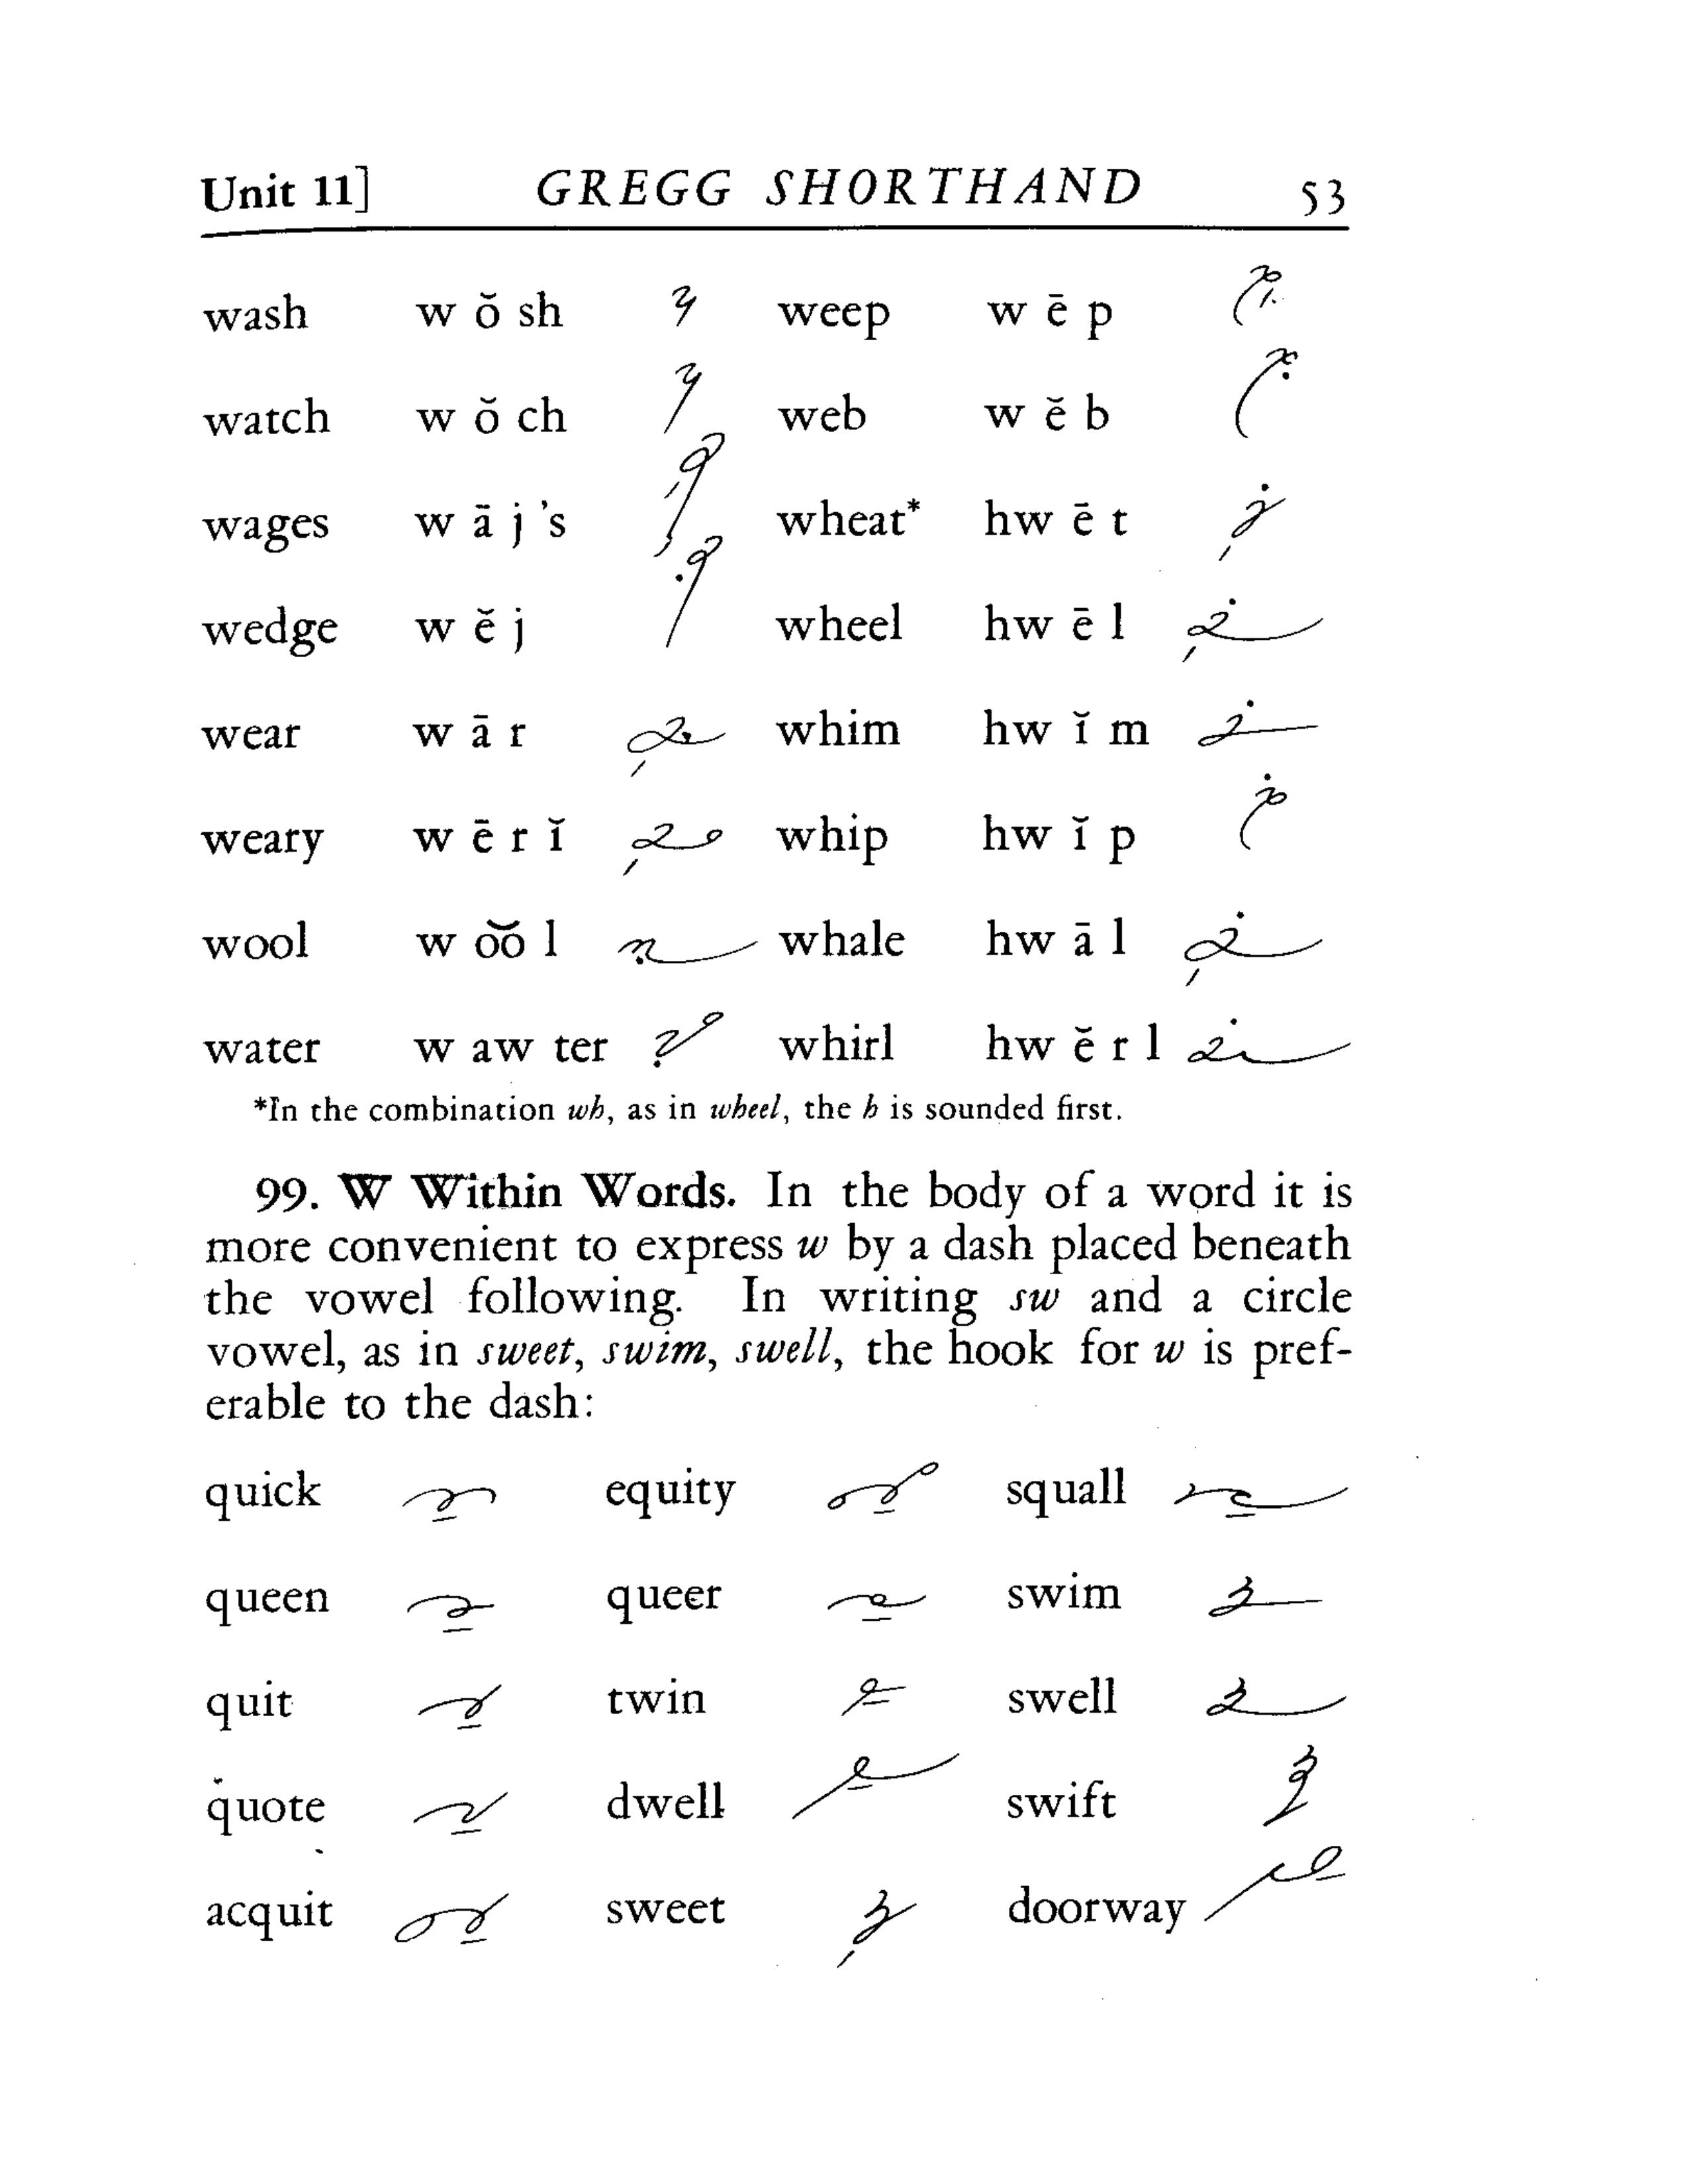 Unit 11] GREGG SHORTHAND 53
wash w ŏ sh weep w ē p
watch w ŏ ch web w ĕ b
wages w ā j 's wheat* hw ē t
wedge w ĕ j wheel hw ē l
wear w ā r whim hw ĭ m
weary w ē r ĭ whip hw ĭ p
wool w o͝o l whale hw ā l
water w aw ter whirl hw ĕ r l
*In the combination wh, as in wheel, the h is sounded first.
99. W Within Words. In the body of a word it is
more convenient to express w by a dash placed beneath
the vowel following. In writing sw and a circle
vowel, as in sweet, swim, swell, the hook for w is pref-
erable to the dash:
quick equity squall
queen queer swim
quit twin swell
quote dwell swift
acquit sweet doorway